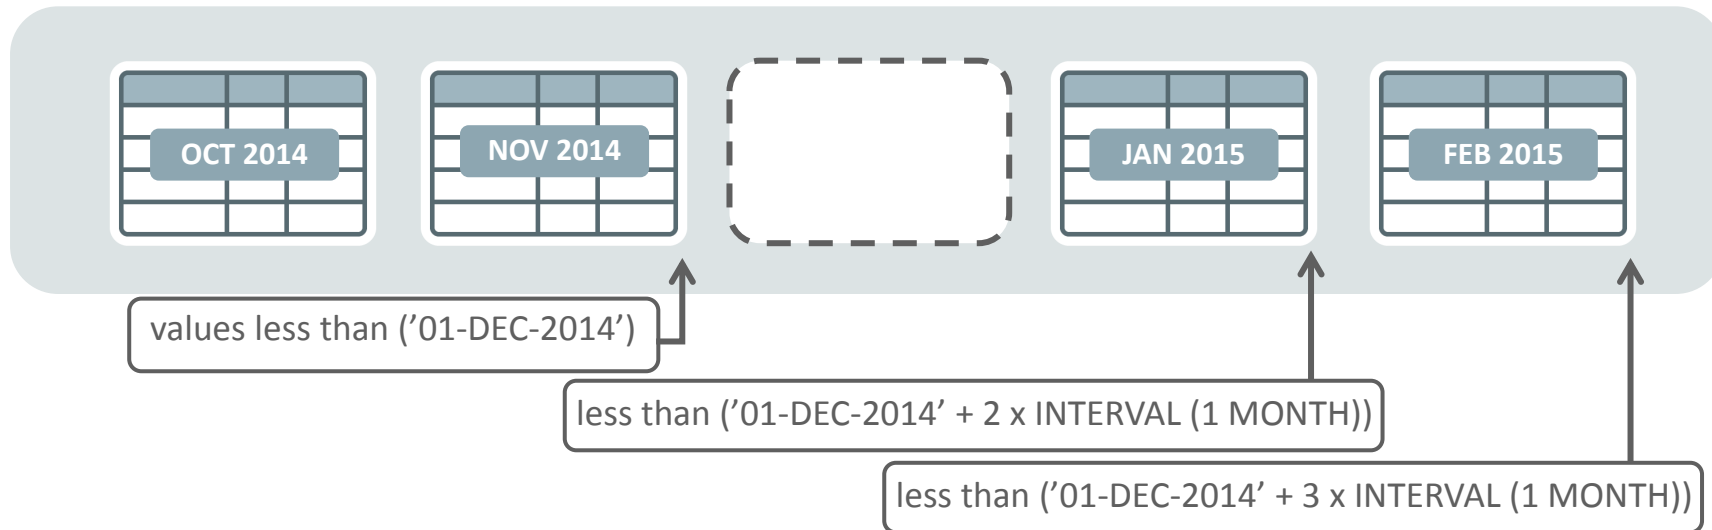 OCT 2014
NOV 2014
JAN 2015
FEB 2015
values less than (’01-DEC-2014’)
less than (’01-DEC-2014’ + 2 x INTERVAL (1 MONTH))
less than (’01-DEC-2014’ + 3 x INTERVAL (1 MONTH))